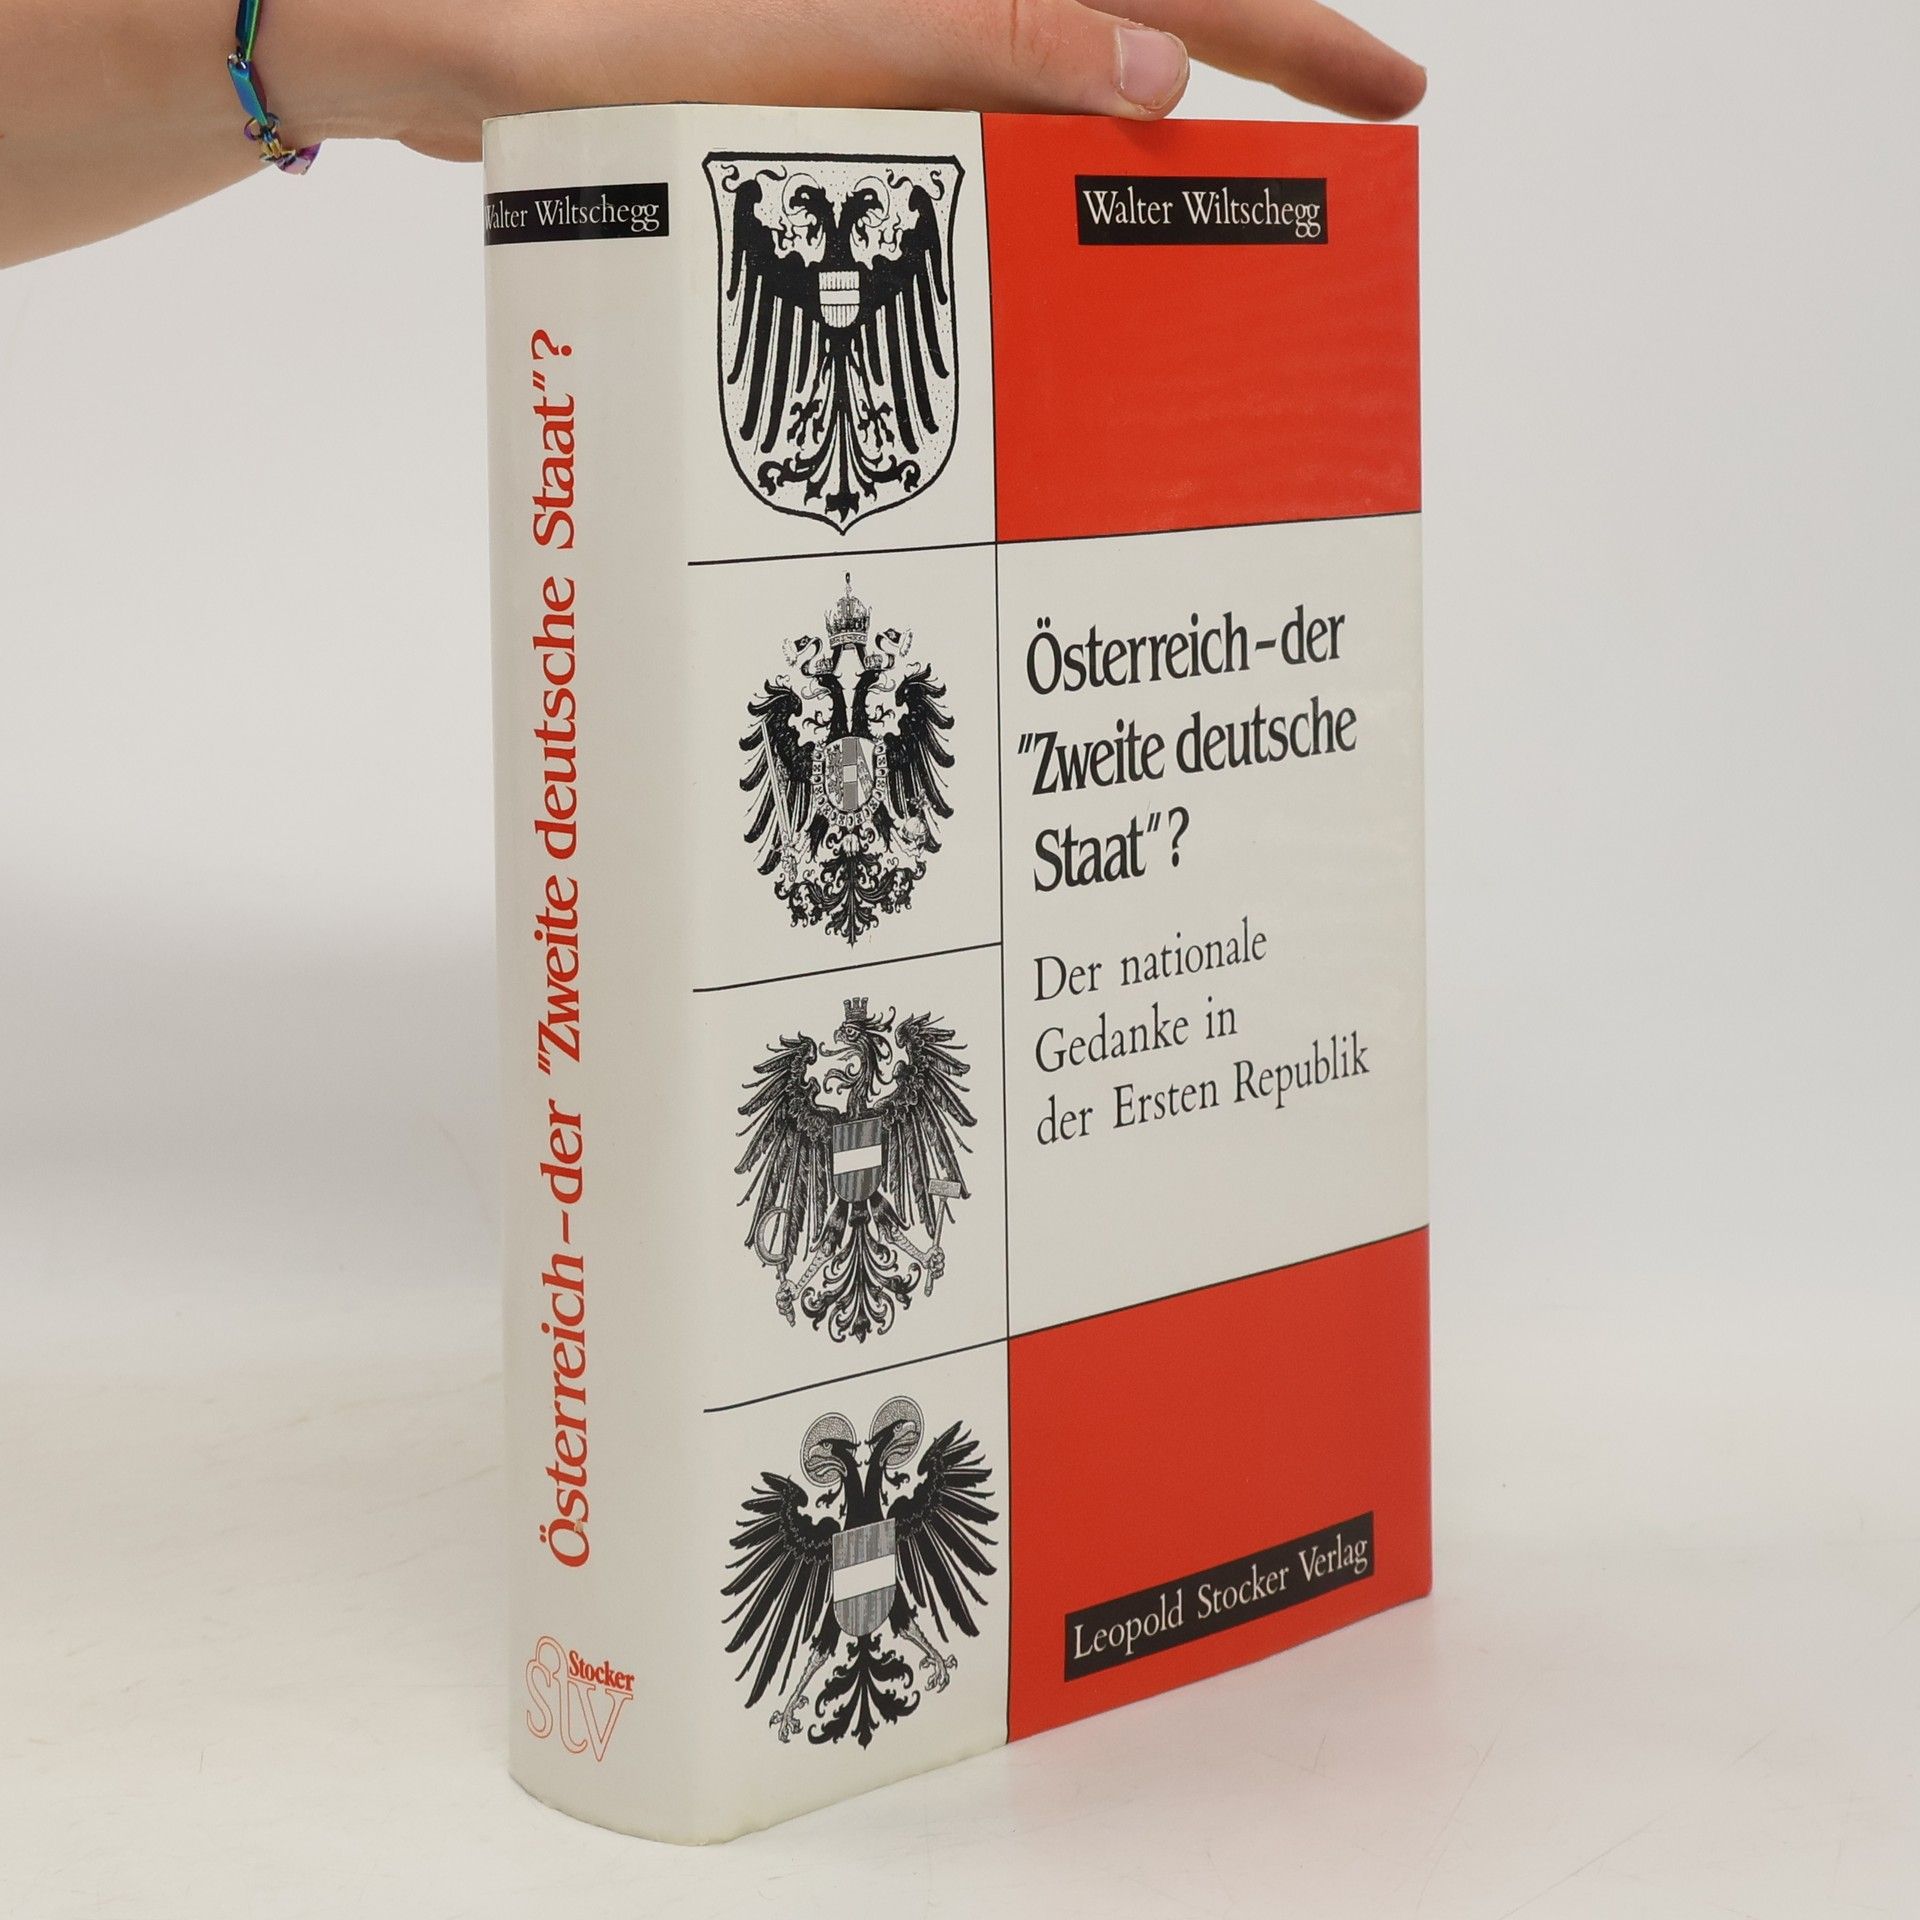 Walter Wiltschegg
Österreich-der "Zweite deutsche Staat"?
Stocker
STV
Walter Wiltschegg
Österreich-der
"Zweite deutsche
Staat"?
Der nationale
Gedanke in
der Ersten Republik
Leopold Stocker Verlag